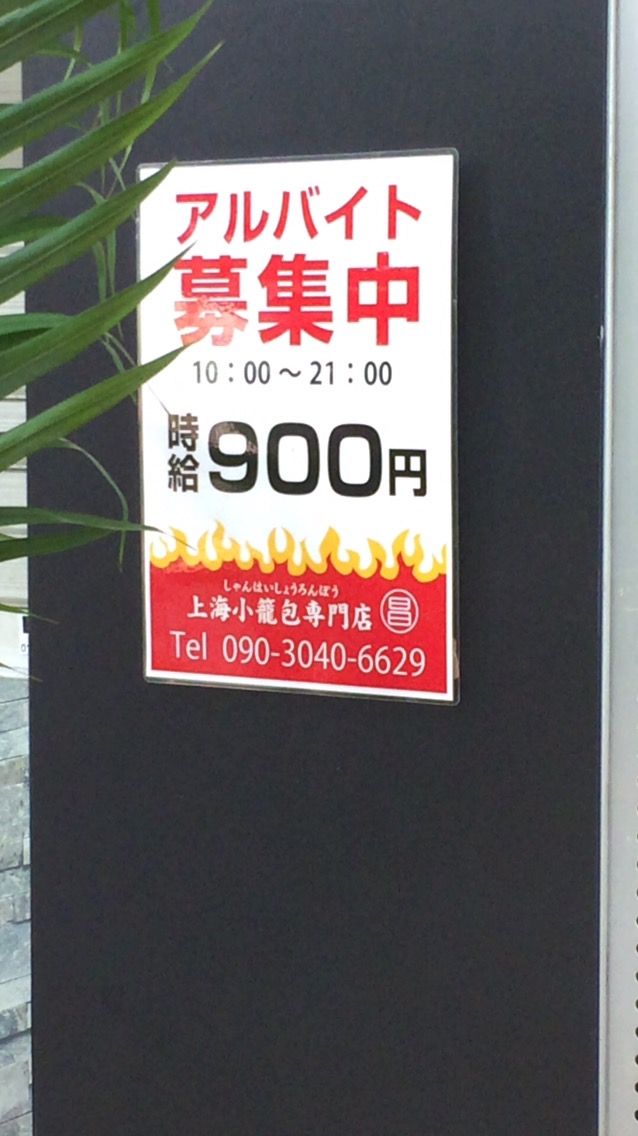 アルバイト
募集中
10：00～21：00
時給900円
しゃんはいしょうろんぽう
上海小籠包専門店 昌
Tel 090-3040-6629